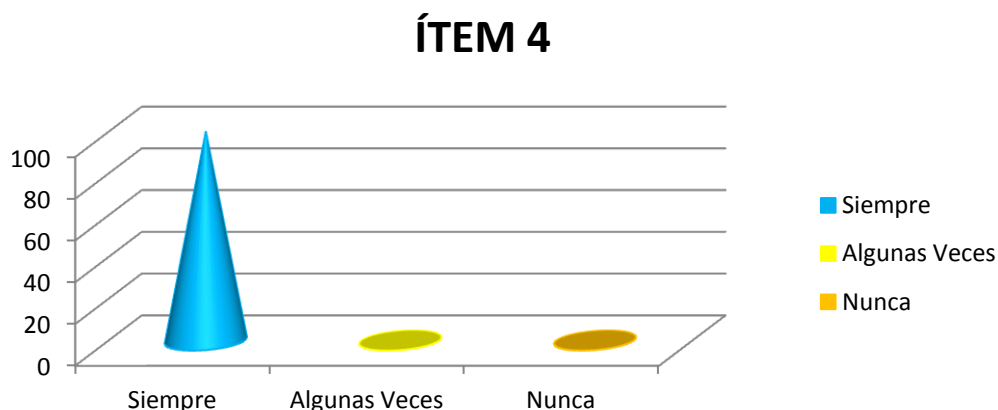 ÍTEM 4
100
80
60
40
20
0
Siempre
Algunas Veces
Nunca
Siempre
Algunas Veces
Nunca